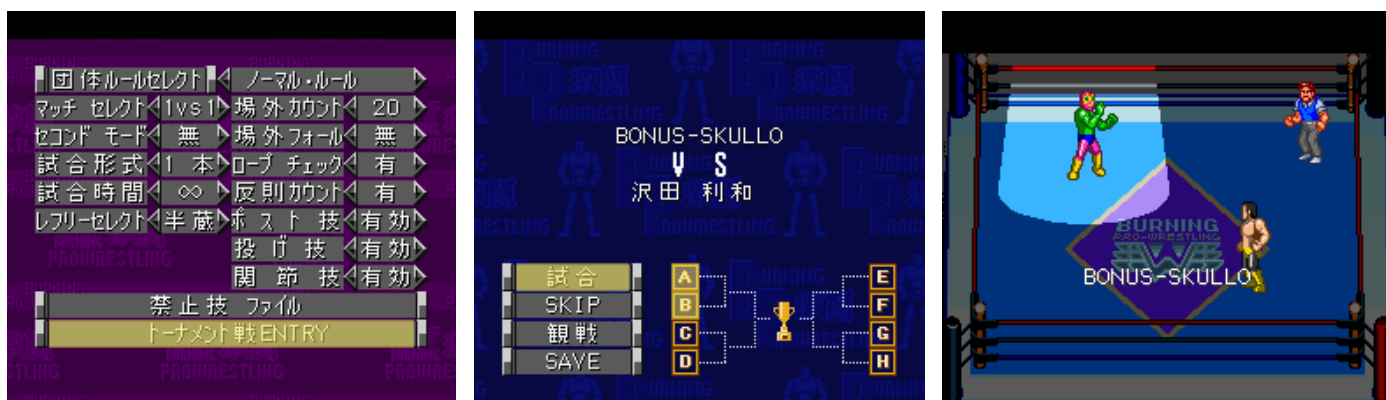 団体ルールセレクト ノーマル・ルール
マッチ セレクト 1vs1 場外カウント 20
セコンド モード 無 場外フォール 無
試合形式 1 本 ロープ チェック 有
試合時間 ∞ 反則カウント 有
レフリーセレクト 半蔵 ポスト 技 有効
投げ技 有効
関節技 有効
禁止技 ファイル
トーナメント戦ENTRY
BONUS-SKULLO
VS
沢田 利和
試合
SKIP
観戦
SAVE
A
B
C
D
E
F
G
H
BURNING
PRO-WRESTLING
BONUS-SKULLO